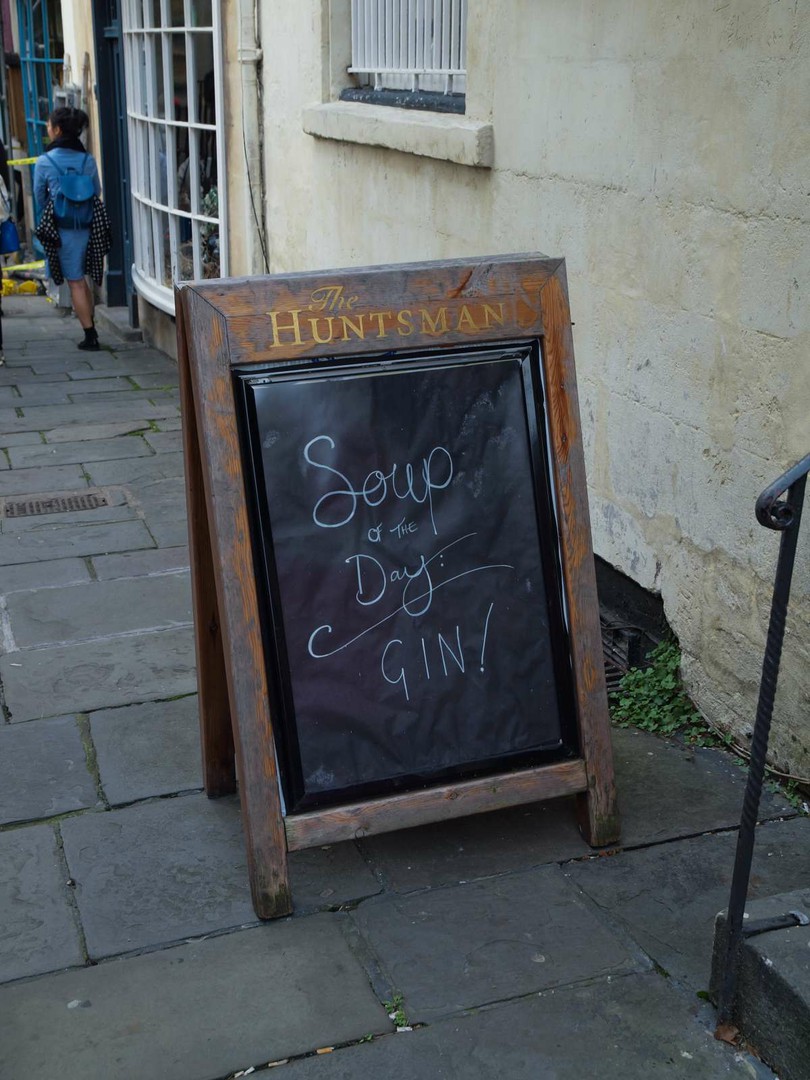 The
HUNTSMAN
Soup
OF THE
Day:
GIN!